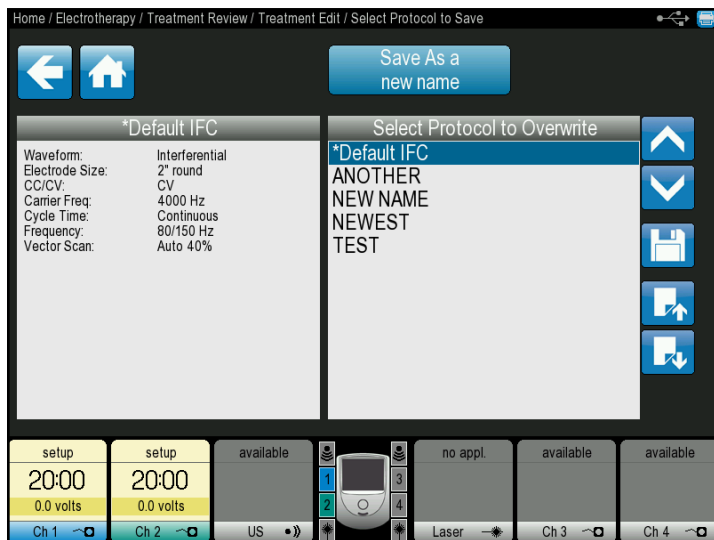 Home / Electrotherapy / Treatment Review / Treatment Edit / Select Protocol to Save
Save As a
new name
*Default IFC
Waveform: Interferential
Electrode Size: 2" round
CC/CV: CV
Carrier Freq: 4000 Hz
Cycle Time: Continuous
Frequency: 80/150 Hz
Vector Scan: Auto 40%
Select Protocol to Overwrite
*Default IFC
ANOTHER
NEW NAME
NEWEST
TEST
setup
20:00
0.0 volts
Ch 1
setup
20:00
0.0 volts
Ch 2
available
US
1
2
3
4
no appl.
Laser
available
Ch 3
available
Ch 4